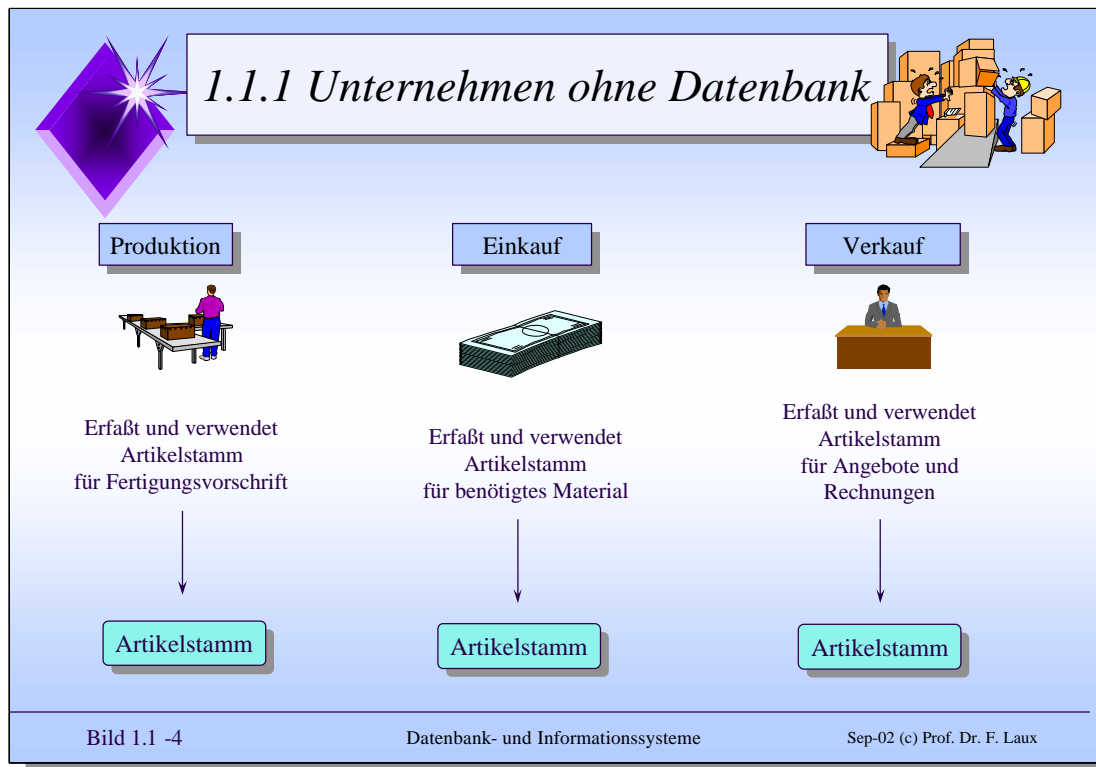 1.1.1 Unternehmen ohne Datenbank
Produktion
Erfaßt und verwendet
Artikelstamm
für Fertigungsvorschrift
Artikelstamm
Einkauf
Erfaßt und verwendet
Artikelstamm
für benötigtes Material
Artikelstamm
Verkauf
Erfaßt und verwendet
Artikelstamm
für Angebote und
Rechnungen
Artikelstamm
Bild 1.1 -4
Datenbank- und Informationssysteme
Sep-02 (c) Prof. Dr. F. Laux